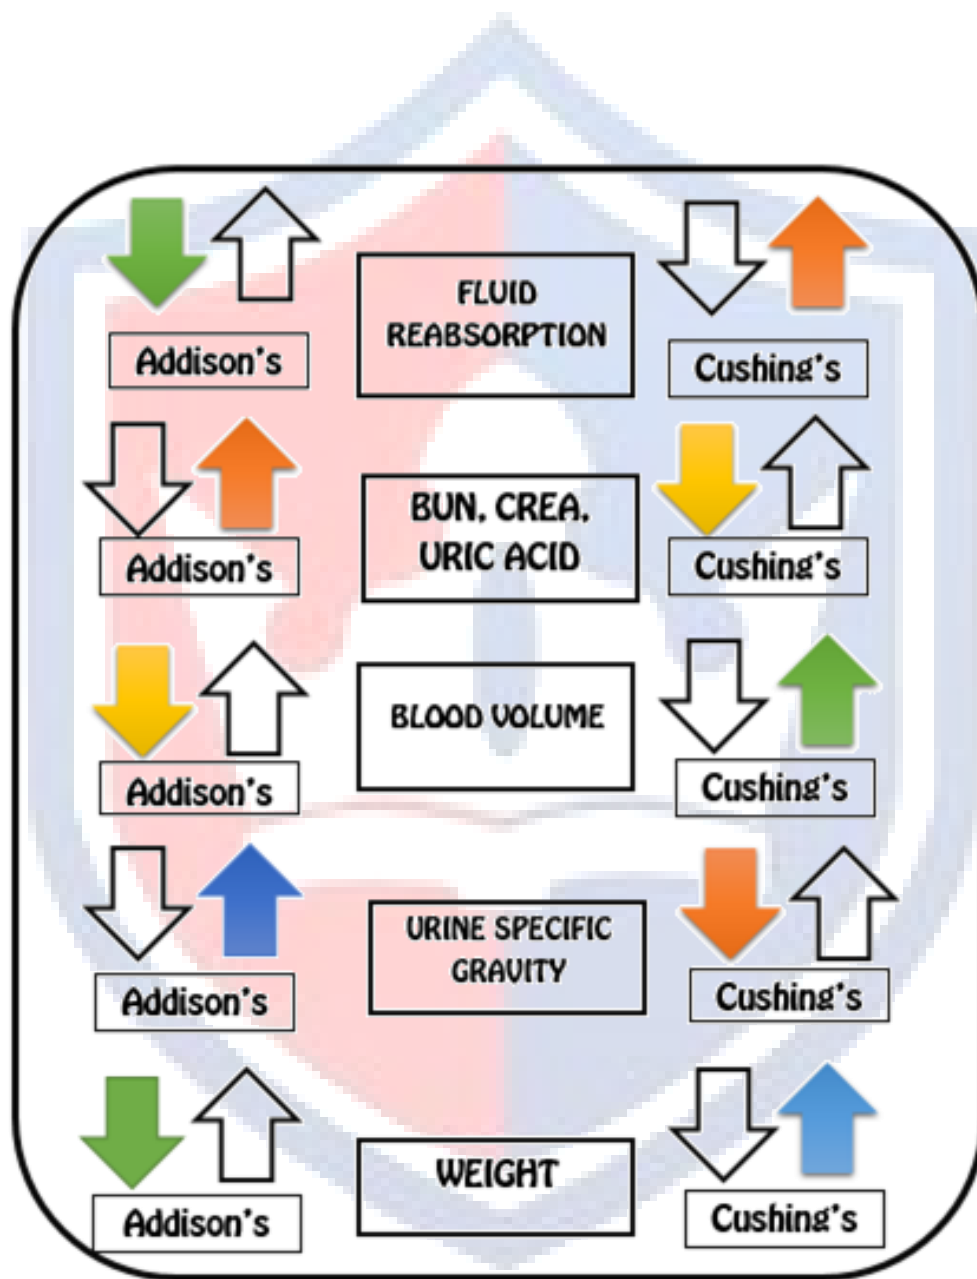 FLUID
REABSORPTION
Addison's
Cushing's
BUN, CREA,
URIC ACID
Addison's
Cushing's
BLOOD VOLUME
Addison's
Cushing's
URINE SPECIFIC
GRAVITY
Addison's
Cushing's
WEIGHT
Addison's
Cushing's